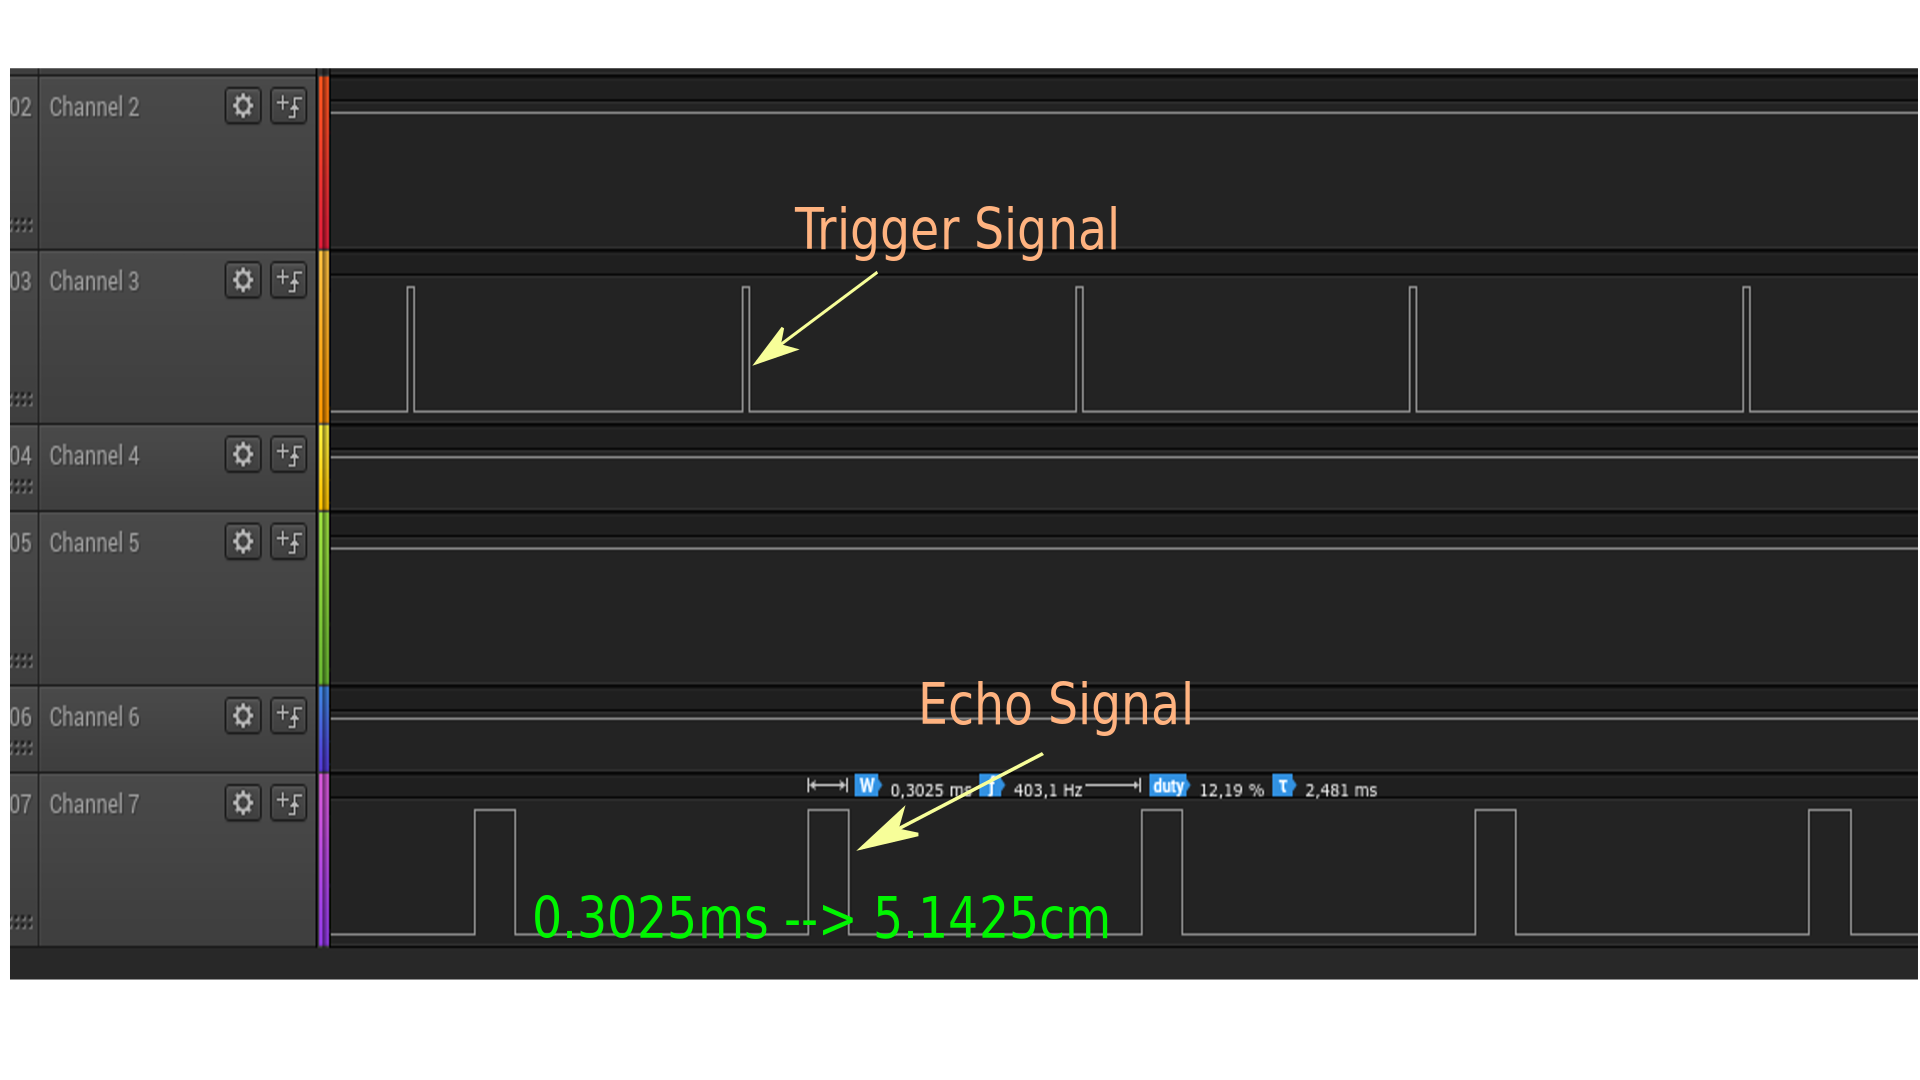 02 Channel 2
Trigger Signal
03 Channel 3
04 Channel 4
05 Channel 5
Echo Signal
06 Channel 6
W 0,3025 ms f 403,1 Hz duty 12,19 % T 2,481 ms
07 Channel 7
0.3025ms --> 5.1425cm